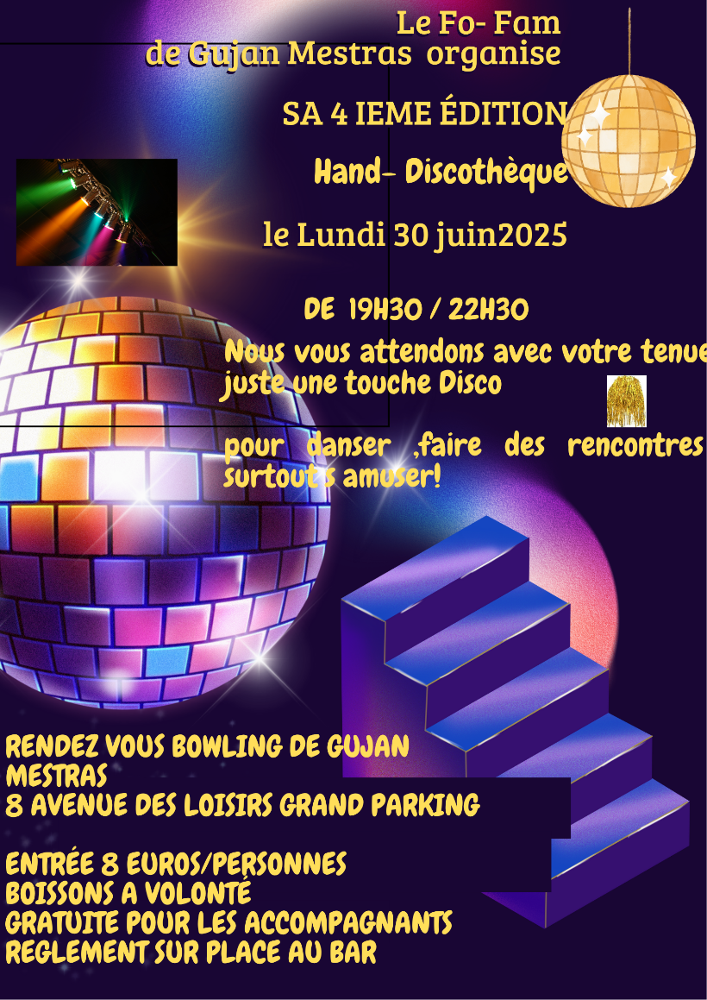 Le Fo- Fam
de Gujan Mestras organise
SA 4 IEME ÉDITION
Hand- Discothèque
le Lundi 30 juin2025
DE 19H30 / 22H30
Nous vous attendons avec votre tenue
juste une touche Disco
pour danser ,faire des rencontres
surtout s amuser!
RENDEZ VOUS BOWLING DE GUJAN
MESTRAS
8 AVENUE DES LOISIRS GRAND PARKING
ENTRÉE 8 EUROS/PERSONNES
BOISSONS A VOLONTÉ
GRATUITE POUR LES ACCOMPAGNANTS
REGLEMENT SUR PLACE AU BAR